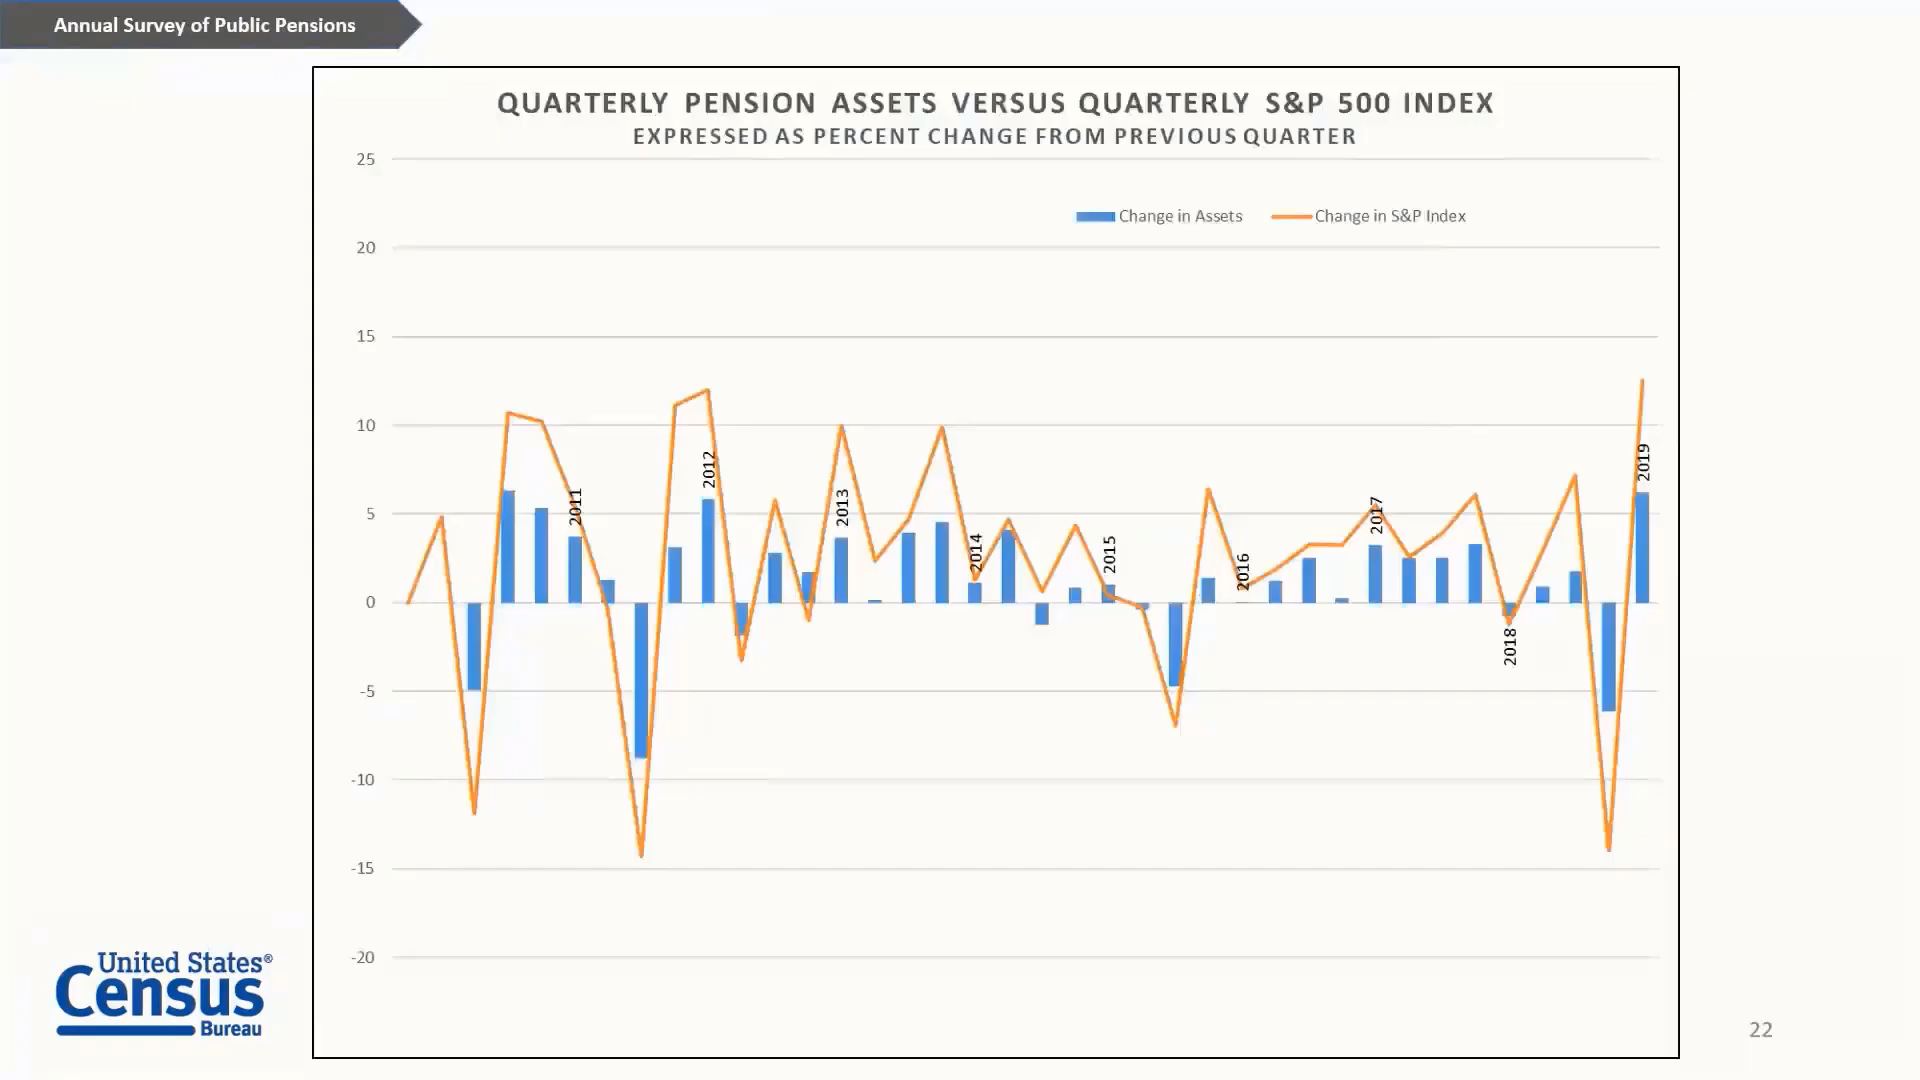 Annual Survey of Public Pensions
QUARTERLY PENSION ASSETS VERSUS QUARTERLY S&P 500 INDEX
EXPRESSED AS PERCENT CHANGE FROM PREVIOUS QUARTER
25
Change in Assets
Change in S&P Index
20
15
10
5
0
-5
-10
-15
-20
2011
2012
2013
2014
2015
2016
2017
2018
2019
United States®
Census
Bureau
22